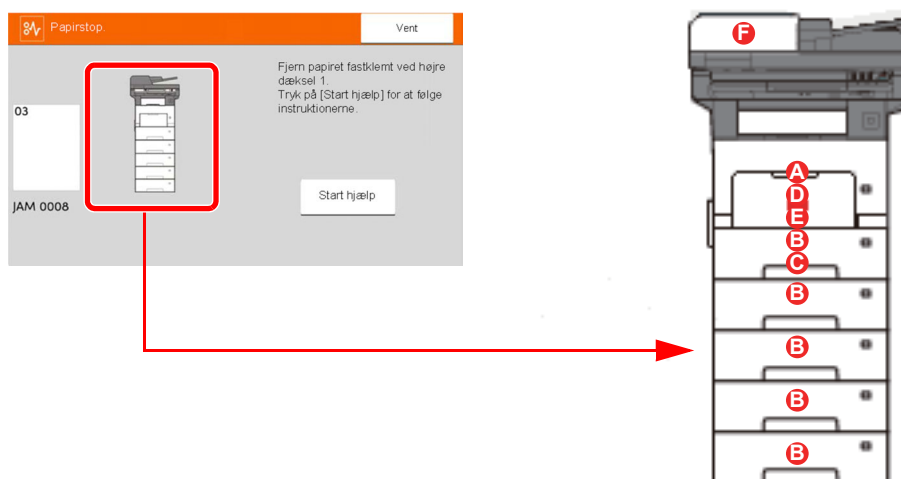 Papirstop.
Vent
Fjern papiret fastklemt ved højre
dæksel 1.
Tryk på [Start hjælp] for at følge
instruktionerne.
03
Start hjælp
JAM 0008
F
A
D
E
B
C
B
B
B
B